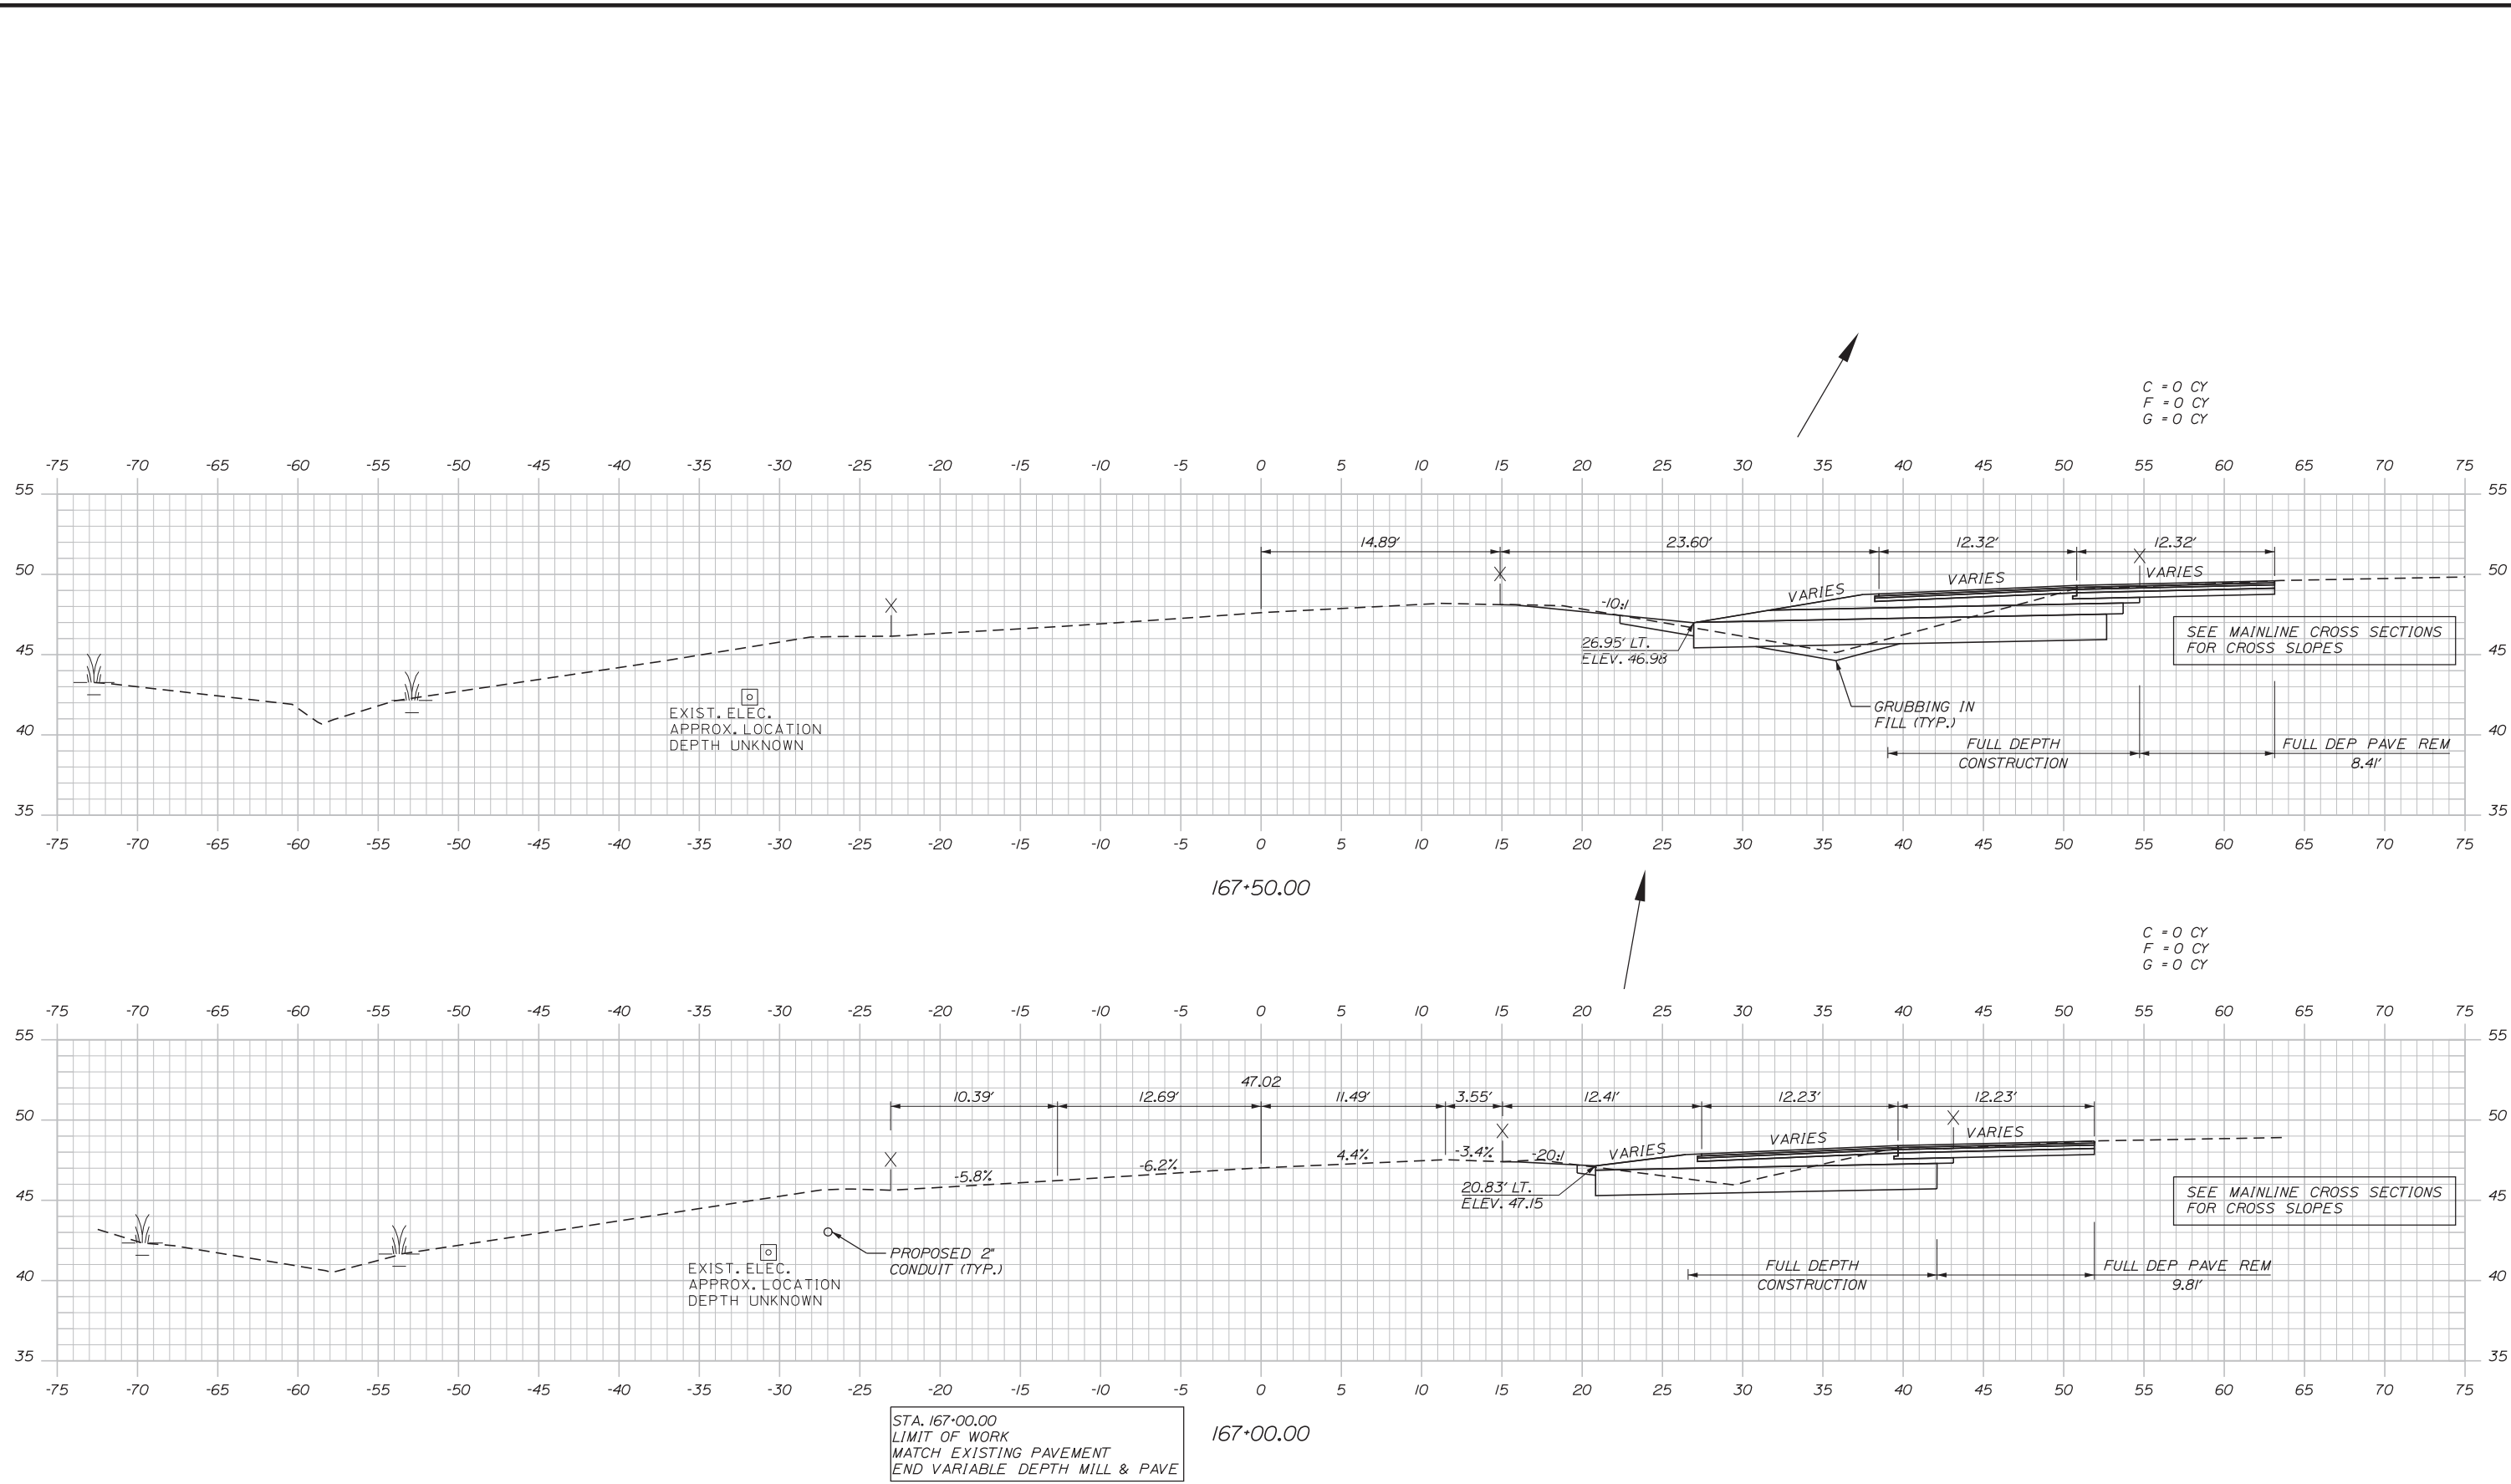 C = 0 CY
F = 0 CY
G = 0 CY
-75 -70 -65 -60 -55 -50 -45 -40 -35 -30 -25 -20 -15 -10 -5 0 5 10 15 20 25 30 35 40 45 50 55 60 65 70 75
55 55
14.89' 23.60' 12.32' 12.32'
50 50
VARIES VARIES VARIES
-10:1
26.95' LT.
ELEV. 46.98
SEE MAINLINE CROSS SECTIONS
FOR CROSS SLOPES
45 45
EXIST. ELEC.
APPROX. LOCATION
DEPTH UNKNOWN
GRUBBING IN
FILL (TYP.)
40 40
FULL DEPTH
CONSTRUCTION
FULL DEP PAVE REM
8.41'
35 35
-75 -70 -65 -60 -55 -50 -45 -40 -35 -30 -25 -20 -15 -10 -5 0 5 10 15 20 25 30 35 40 45 50 55 60 65 70 75
167+50.00
C = 0 CY
F = 0 CY
G = 0 CY
-75 -70 -65 -60 -55 -50 -45 -40 -35 -30 -25 -20 -15 -10 -5 0 5 10 15 20 25 30 35 40 45 50 55 60 65 70 75
55 55
47.02
10.39' 12.69' 11.49' 3.55' 12.41' 12.23' 12.23'
50 50
-5.8% -6.2% 4.4% -3.4% -20:1 VARIES VARIES VARIES
20.83' LT.
ELEV. 47.15
45 45
SEE MAINLINE CROSS SECTIONS
FOR CROSS SLOPES
PROPOSED 2"
CONDUIT (TYP.)
EXIST. ELEC.
APPROX. LOCATION
DEPTH UNKNOWN
40 40
FULL DEPTH
CONSTRUCTION
FULL DEP PAVE REM
9.81'
35 35
-75 -70 -65 -60 -55 -50 -45 -40 -35 -30 -25 -20 -15 -10 -5 0 5 10 15 20 25 30 35 40 45 50 55 60 65 70 75
167+00.00
STA. 167+00.00
LIMIT OF WORK
MATCH EXISTING PAVEMENT
END VARIABLE DEPTH MILL & PAVE